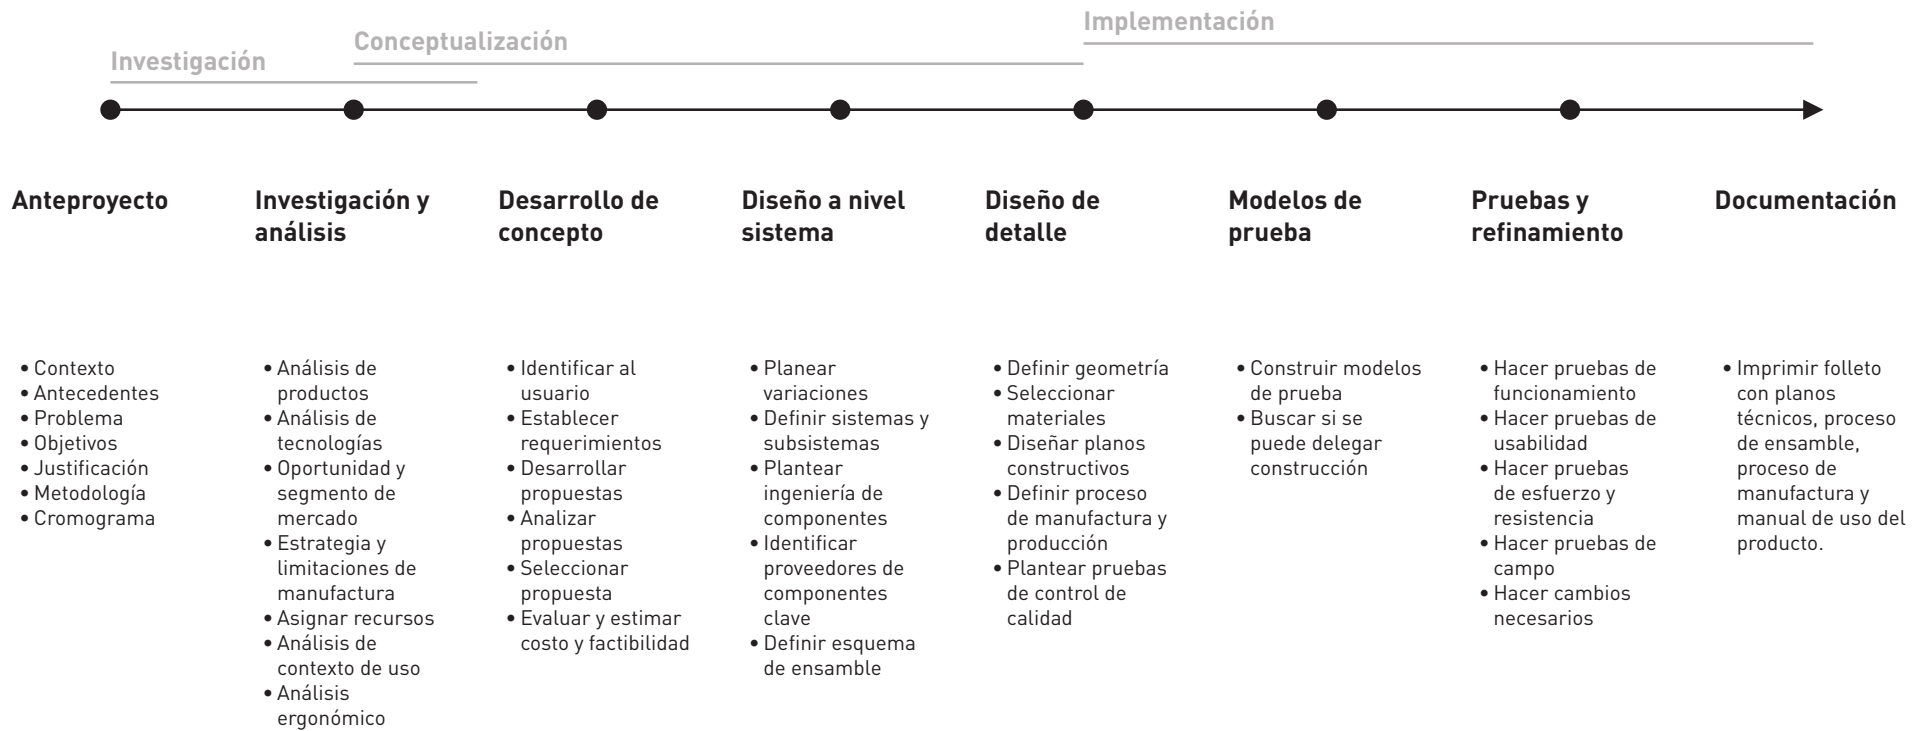 Implementación
Conceptualización
Investigación
Anteproyecto
Investigación y
análisis
Desarrollo de
concepto
Diseño a nivel
sistema
Diseño de
detalle
Modelos de
prueba
Pruebas y
refinamiento
Documentación
• Contexto
• Antecedentes
• Problema
• Objetivos
• Justificación
• Metodología
• Cromograma
• Análisis de
productos
• Análisis de
tecnologías
• Oportunidad y
segmento de
mercado
• Estrategia y
limitaciones de
manufactura
• Asignar recursos
• Análisis de
contexto de uso
• Análisis
ergonómico
• Identificar al
usuario
• Establecer
requerimientos
• Desarrollar
propuestas
• Analizar
propuestas
• Seleccionar
propuesta
• Evaluar y estimar
costo y factibilidad
• Planear
variaciones
• Definir sistemas y
subsistemas
• Plantear
ingeniería de
componentes
• Identificar
proveedores de
componentes
clave
• Definir esquema
de ensamble
• Definir geometría
• Seleccionar
materiales
• Diseñar planos
constructivos
• Definir proceso
de manufactura y
producción
• Plantear pruebas
de control de
calidad
• Construir modelos
de prueba
• Buscar si se
puede delegar
construcción
• Hacer pruebas de
funcionamiento
• Hacer pruebas de
usabilidad
• Hacer pruebas
de esfuerzo y
resistencia
• Hacer pruebas de
campo
• Hacer cambios
necesarios
• Imprimir folleto
con planos
técnicos, proceso
de ensamble,
proceso de
manufactura y
manual de uso del
producto.